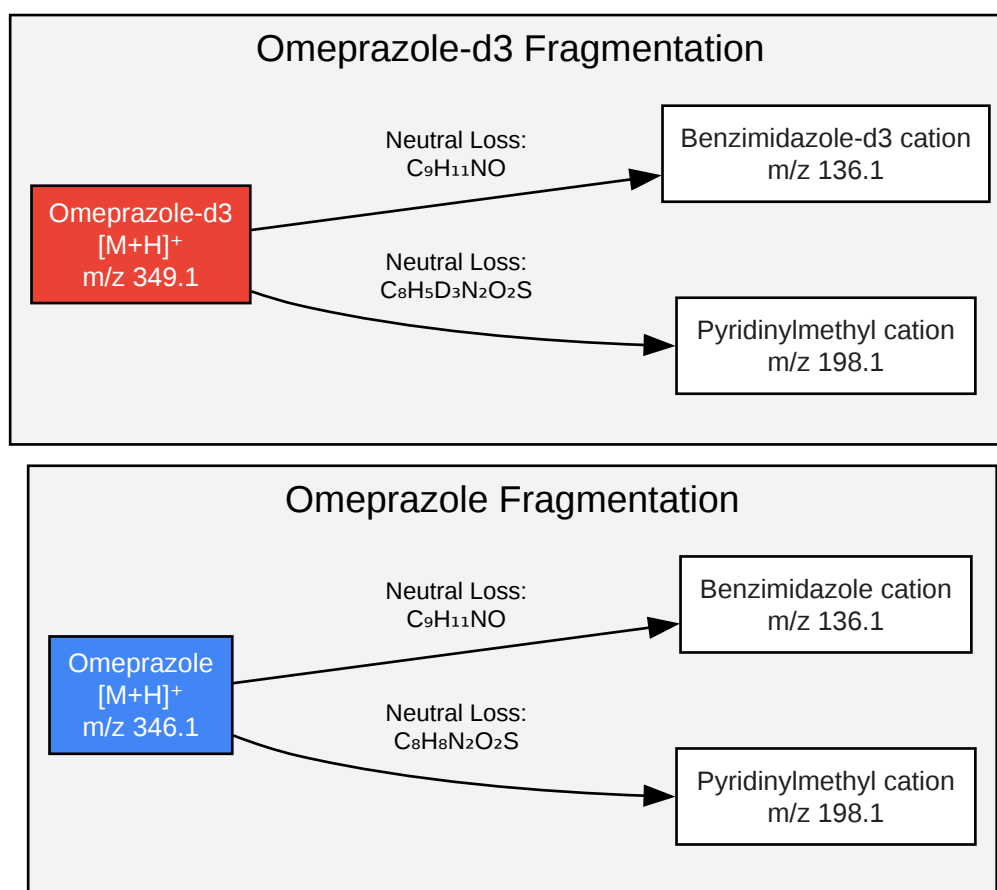 Omeprazole-d3 Fragmentation
Neutral Loss:
C₉H₁₁NO
Benzimidazole-d3 cation
m/z 136.1
Omeprazole-d3
[M+H]⁺
m/z 349.1
Neutral Loss:
C₈H₅D₃N₂O₂S
Pyridinylmethyl cation
m/z 198.1
Omeprazole Fragmentation
Neutral Loss:
C₉H₁₁NO
Benzimidazole cation
m/z 136.1
Omeprazole
[M+H]⁺
m/z 346.1
Neutral Loss:
C₈H₈N₂O₂S
Pyridinylmethyl cation
m/z 198.1